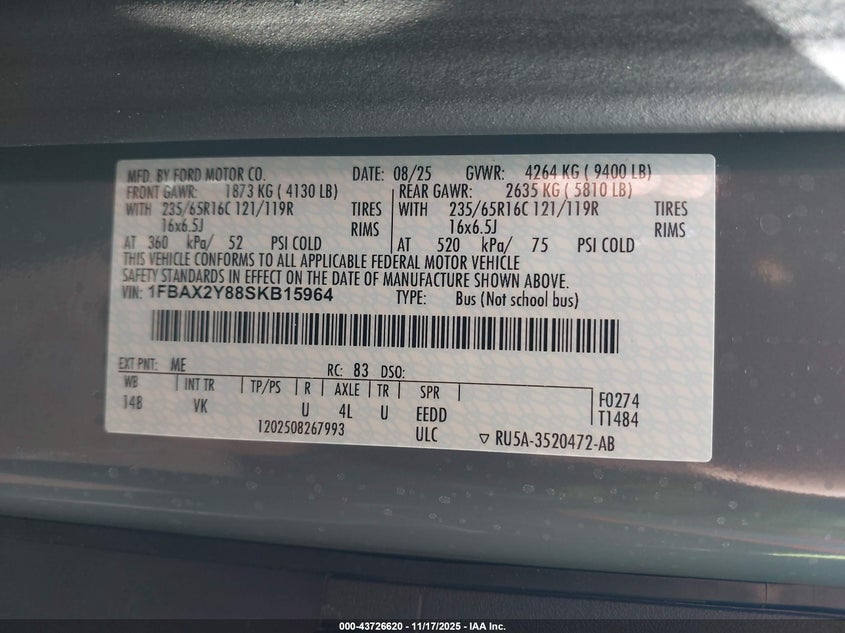 MFD. BY FORD MOTOR CO. DATE: 08/25 GVWR: 4264 KG ( 9400 LB)
FRONT GAWR: 1873 KG ( 4130 LB) REAR GAWR: 2635 KG ( 5810 LB)
WITH 235/65R16C 121/119R TIRES WITH 235/65R16C 121/119R TIRES
16x6.5J RIMS 16x6.5J RIMS
AT 360 kPa/ 52 PSI COLD AT 520 kPa/ 75 PSI COLD
THIS VEHICLE CONFORMS TO ALL APPLICABLE FEDERAL MOTOR VEHICLE
SAFETY STANDARDS IN EFFECT ON THE DATE OF MANUFACTURE SHOWN ABOVE.
VIN: 1FBAX2Y88SKB15964 TYPE: Bus (Not school bus)
EXT PNT: ME RC: 83 DSO:
WB INT TR TP/PS R AXLE TR SPR F0274
148 VK U 4L U EEDD T1484
1202508267993 ULC ▽ RU5A-3520472-AB
000-43726620 - 11/17/2025 - IAA Inc.